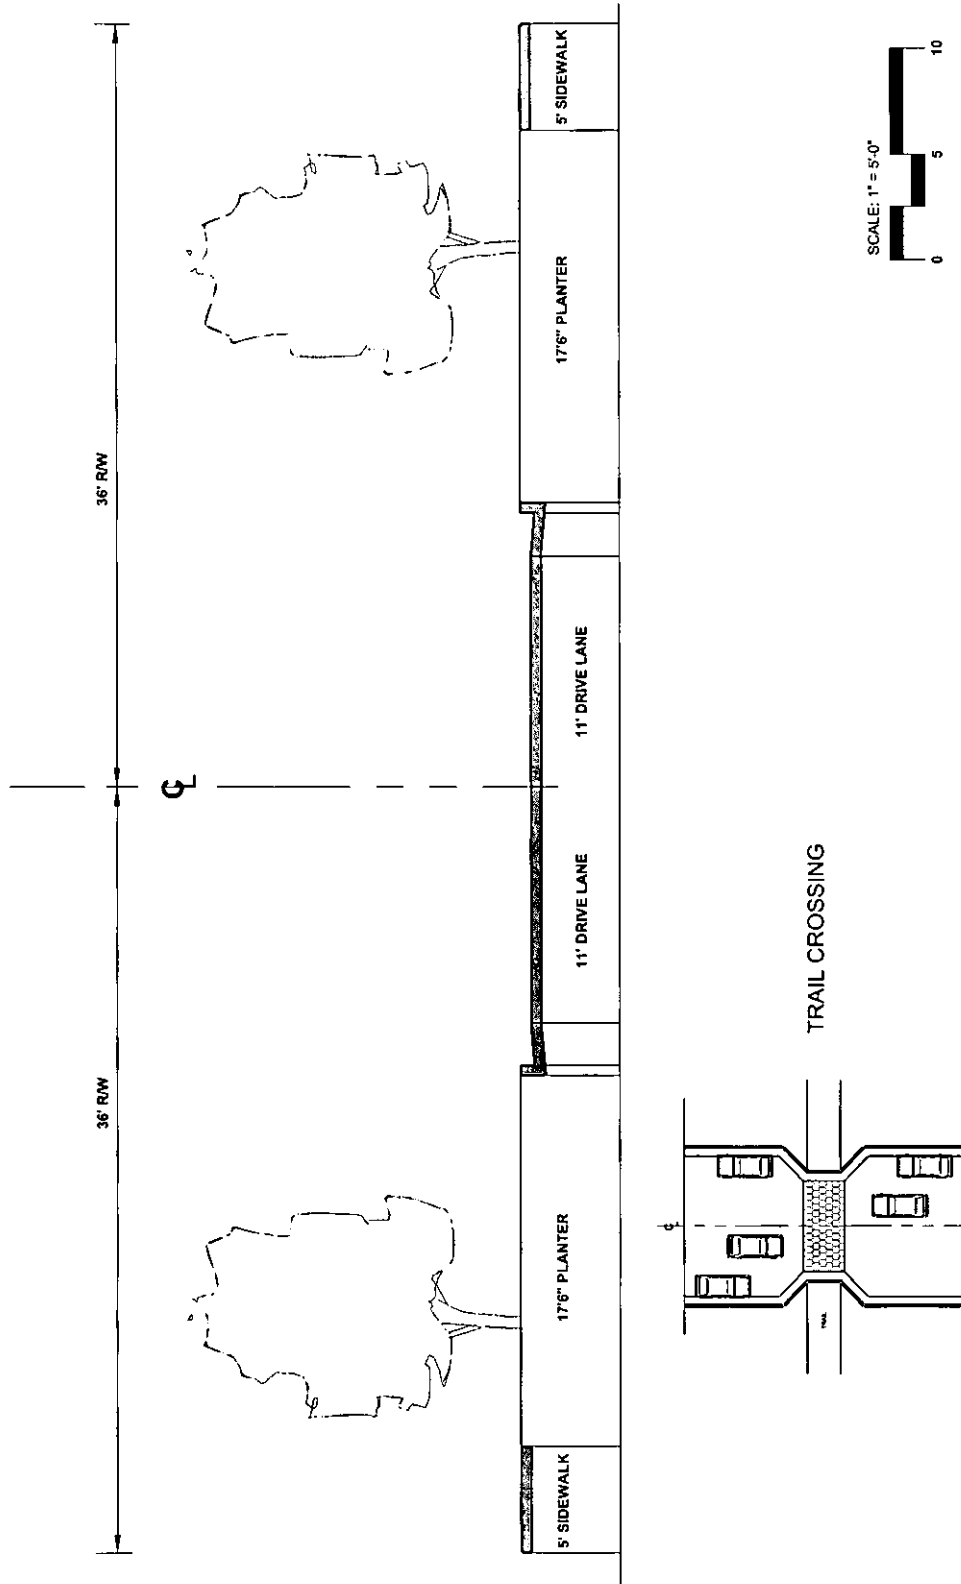 36' R/W
36' R/W
C
L
5' SIDEWALK
17'6" PLANTER
11' DRIVE LANE
11' DRIVE LANE
17'6" PLANTER
5' SIDEWALK
C
L
TRAIL
TRAIL CROSSING
SCALE: 1" = 5'-0"
0
5
10